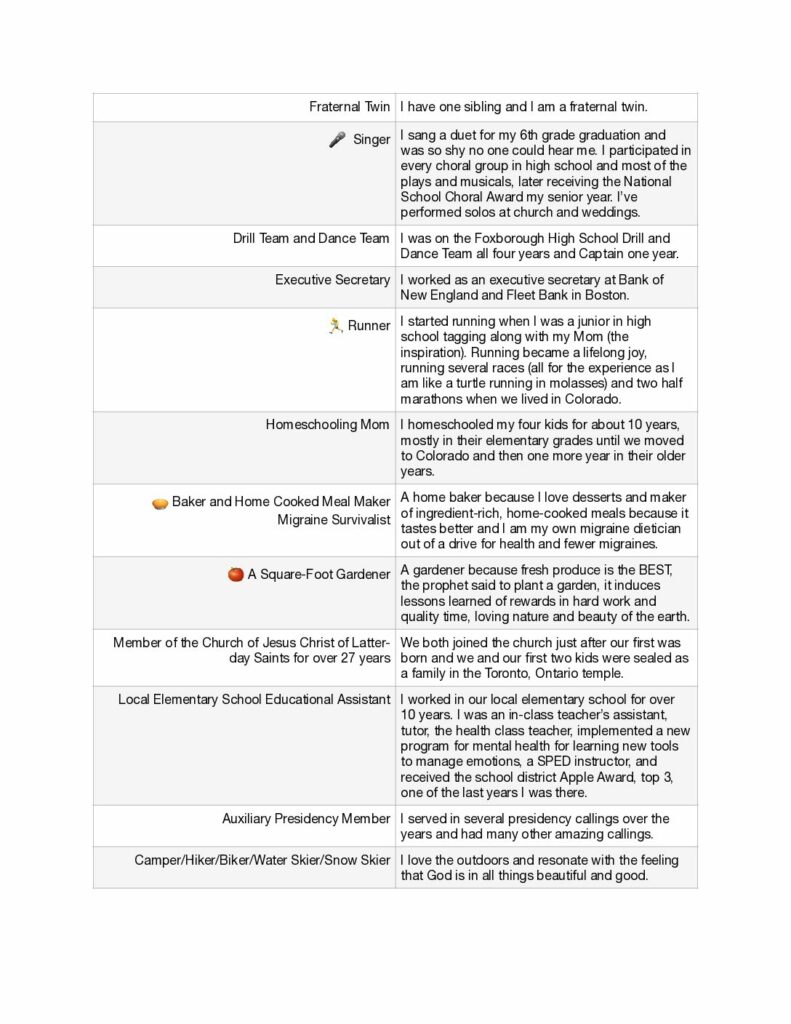 Fraternal Twin
I have one sibling and I am a fraternal twin.
Singer
I sang a duet for my 6th grade graduation and
was so shy no one could hear me. I participated in
every choral group in high school and most of the
plays and musicals, later receiving the National
School Choral Award my senior year. I’ve
performed solos at church and weddings.
Drill Team and Dance Team
I was on the Foxborough High School Drill and
Dance Team all four years and Captain one year.
Executive Secretary
I worked as an executive secretary at Bank of
New England and Fleet Bank in Boston.
Runner
I started running when I was a junior in high
school tagging along with my Mom (the
inspiration). Running became a lifelong joy,
running several races (all for the experience as I
am like a turtle running in molasses) and two half
marathons when we lived in Colorado.
Homeschooling Mom
I homeschooled my four kids for about 10 years,
mostly in their elementary grades until we moved
to Colorado and then one more year in their older
years.
Baker and Home Cooked Meal Maker
Migraine Survivalist
A home baker because I love desserts and maker
of ingredient-rich, home-cooked meals because it
tastes better and I am my own migraine dietician
out of a drive for health and fewer migraines.
A Square-Foot Gardener
A gardener because fresh produce is the BEST,
the prophet said to plant a garden, it induces
lessons learned of rewards in hard work and
quality time, loving nature and beauty of the earth.
Member of the Church of Jesus Christ of Latter-
day Saints for over 27 years
We both joined the church just after our first was
born and we and our first two kids were sealed as
a family in the Toronto, Ontario temple.
Local Elementary School Educational Assistant
I worked in our local elementary school for over
10 years. I was an in-class teacher’s assistant,
tutor, the health class teacher, implemented a new
program for mental health for learning new tools
to manage emotions, a SPED instructor, and
received the school district Apple Award, top 3,
one of the last years I was there.
Auxiliary Presidency Member
I served in several presidency callings over the
years and had many other amazing callings.
Camper/Hiker/Biker/Water Skier/Snow Skier
I love the outdoors and resonate with the feeling
that God is in all things beautiful and good.